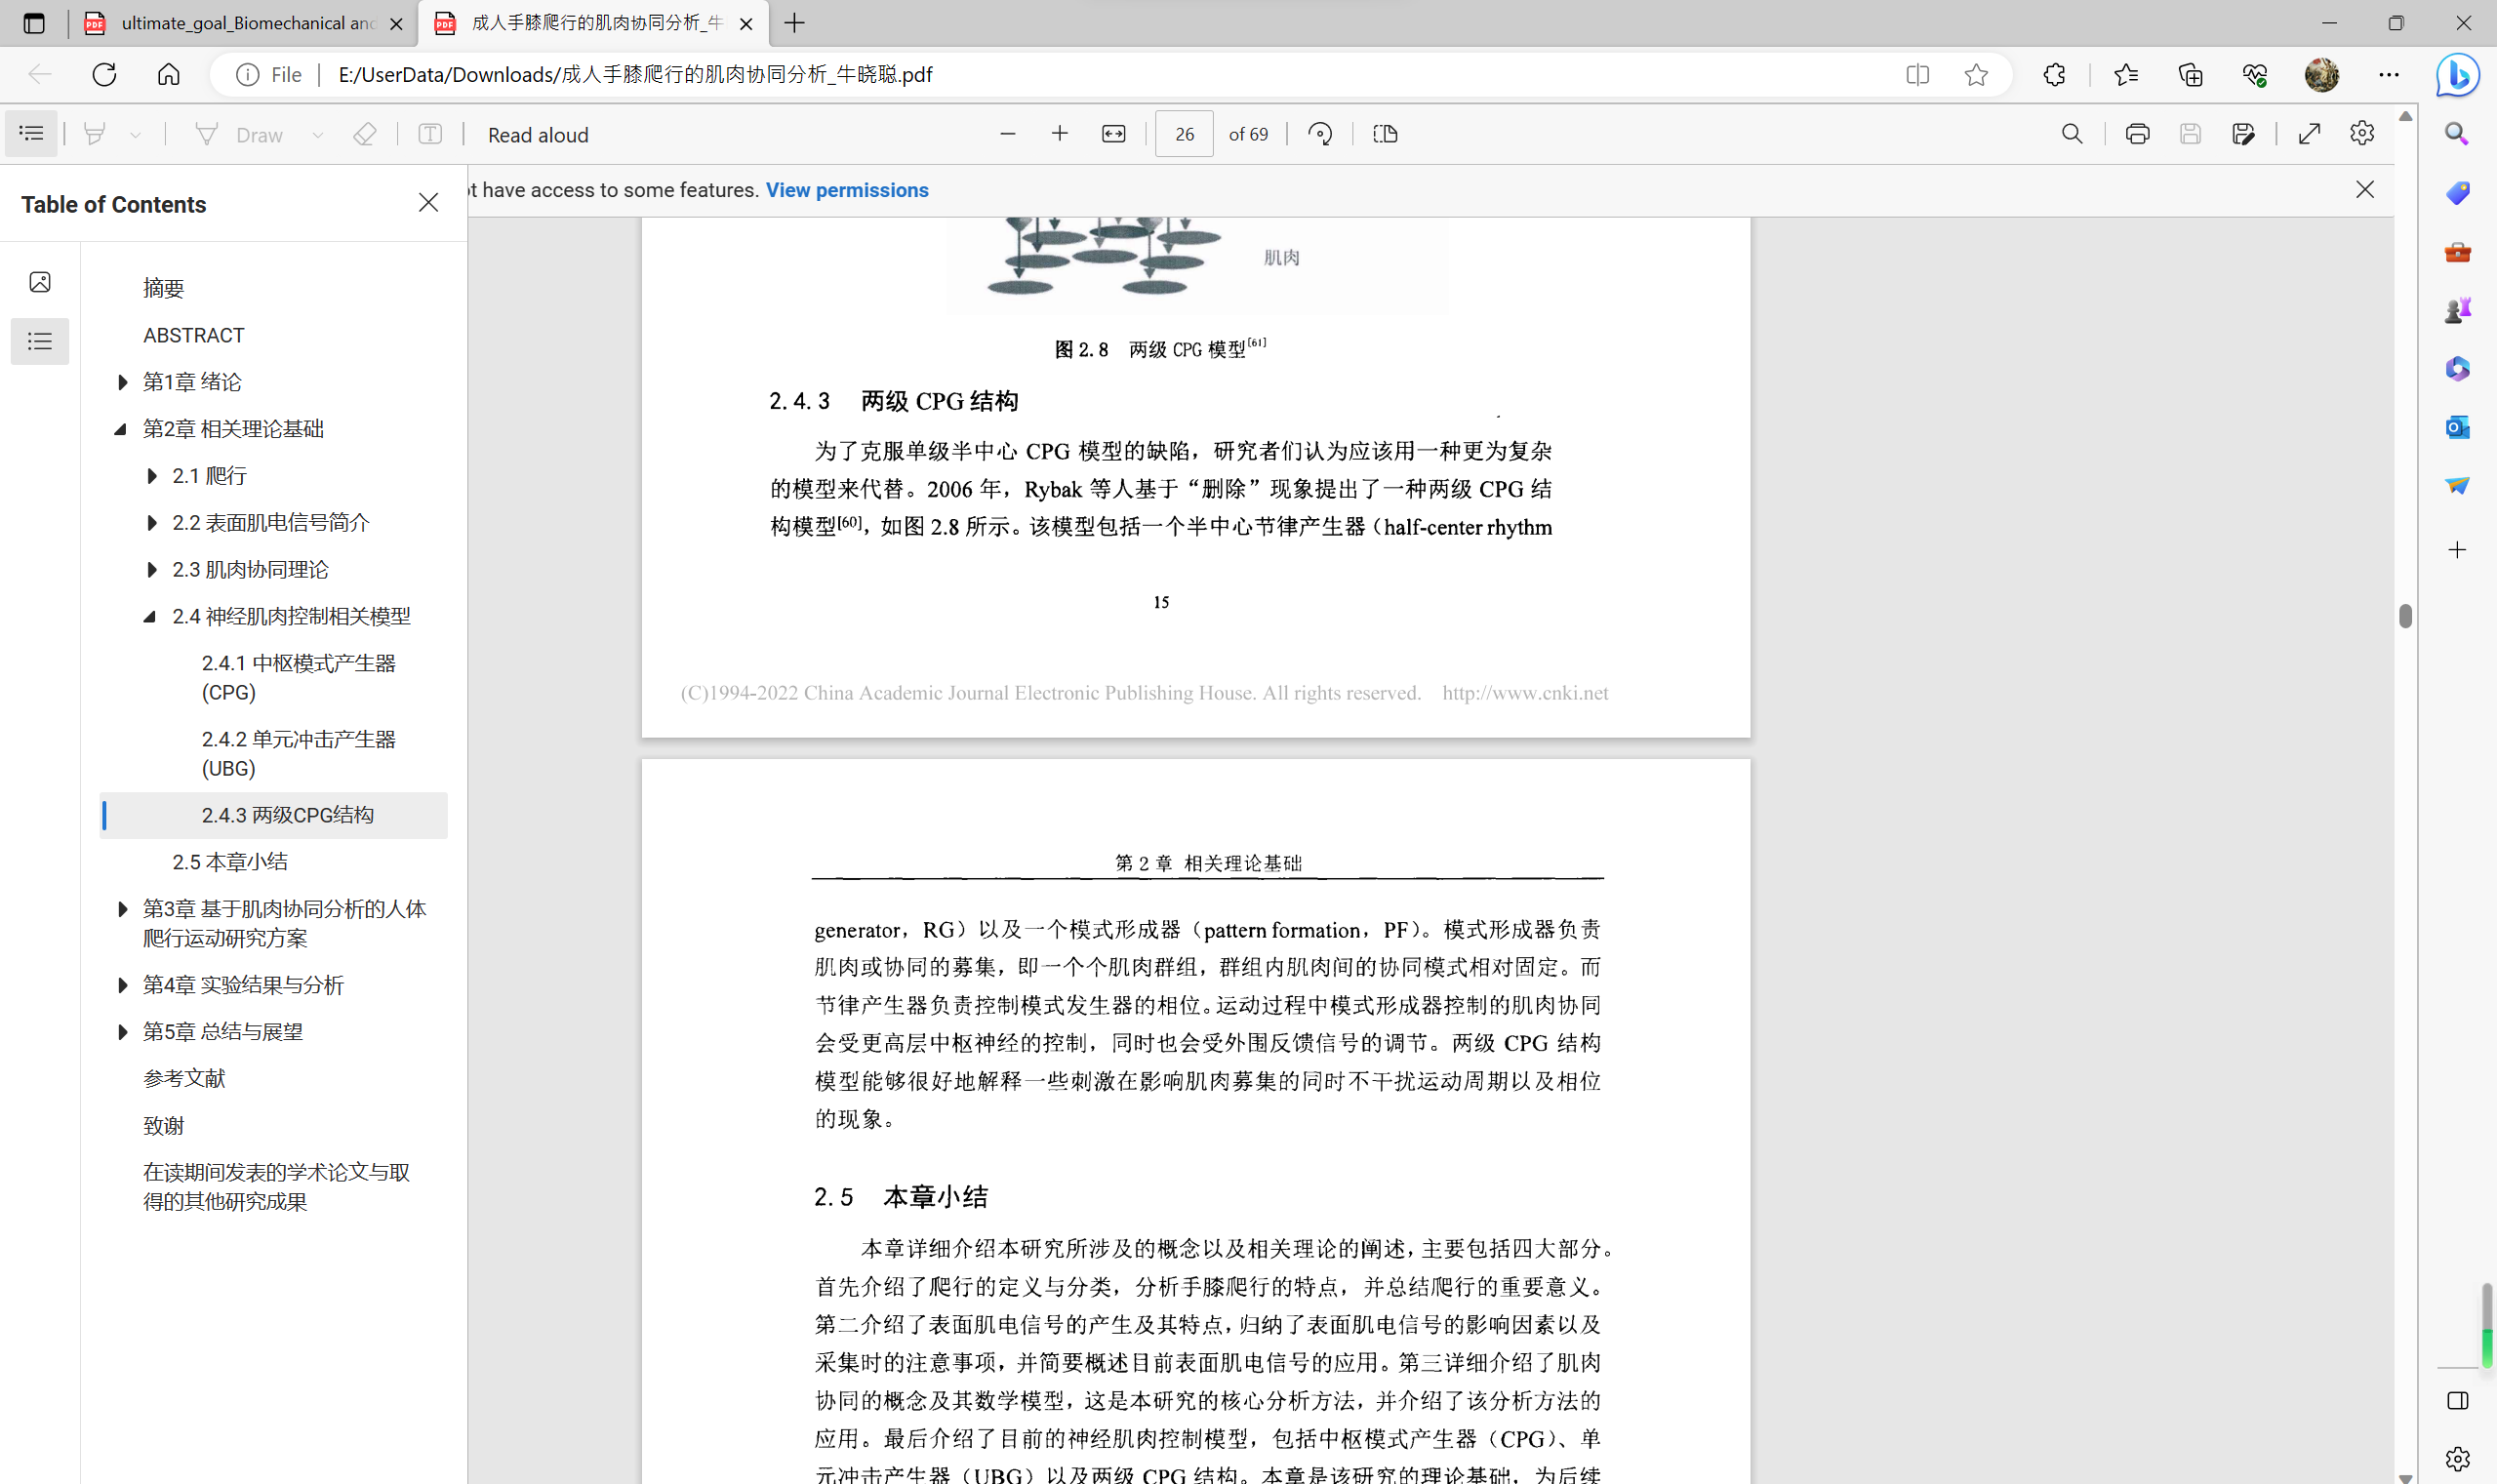 ultimate_goal_Biomechanical and
成人手膝爬行的肌肉协同分析_牛
File
E:/UserData/Downloads/成人手膝爬行的肌肉协同分析_牛晓聪.pdf
Draw
Read aloud
26 of 69
Table of Contents
t have access to some features. View permissions
摘要
ABSTRACT
第1章 绪论
第2章 相关理论基础
2.1 爬行
2.2 表面肌电信号简介
2.3 肌肉协同理论
2.4 神经肌肉控制相关模型
2.4.1 中枢模式产生器
(CPG)
2.4.2 单元冲击产生器
(UBG)
2.4.3 两级CPG结构
2.5 本章小结
第3章 基于肌肉协同分析的人体
爬行运动研究方案
第4章 实验结果与分析
第5章 总结与展望
参考文献
致谢
在读期间发表的学术论文与取
得的其他研究成果
肌肉
图 2.8 两级 CPG 模型[61]
2.4.3 两级 CPG 结构
为了克服单级半中心 CPG 模型的缺陷，研究者们认为应该用一种更为复杂
的模型来代替。2006 年，Rybak 等人基于“删除”现象提出了一种两级 CPG 结
构模型[60]，如图 2.8 所示。该模型包括一个半中心节律产生器（half-center rhythm
15
(C)1994-2022 China Academic Journal Electronic Publishing House. All rights reserved. http://www.cnki.net
第 2 章 相关理论基础
generator，RG）以及一个模式形成器（pattern formation，PF）。模式形成器负责
肌肉或协同的募集，即一个个肌肉群组，群组内肌肉间的协同模式相对固定。而
节律产生器负责控制模式发生器的相位。运动过程中模式形成器控制的肌肉协同
会受更高层中枢神经的控制，同时也会受外围反馈信号的调节。两级 CPG 结构
模型能够很好地解释一些刺激在影响肌肉募集的同时不干扰运动周期以及相位
的现象。
2.5 本章小结
本章详细介绍本研究所涉及的概念以及相关理论的阐述，主要包括四大部分。
首先介绍了爬行的定义与分类，分析手膝爬行的特点，并总结爬行的重要意义。
第二介绍了表面肌电信号的产生及其特点，归纳了表面肌电信号的影响因素以及
采集时的注意事项，并简要概述目前表面肌电信号的应用。第三详细介绍了肌肉
协同的概念及其数学模型，这是本研究的核心分析方法，并介绍了该分析方法的
应用。最后介绍了目前的神经肌肉控制模型，包括中枢模式产生器（CPG）、单
元冲击产生器（UBG）以及两级 CPG 结构。本章是该研究的理论基础，为后续